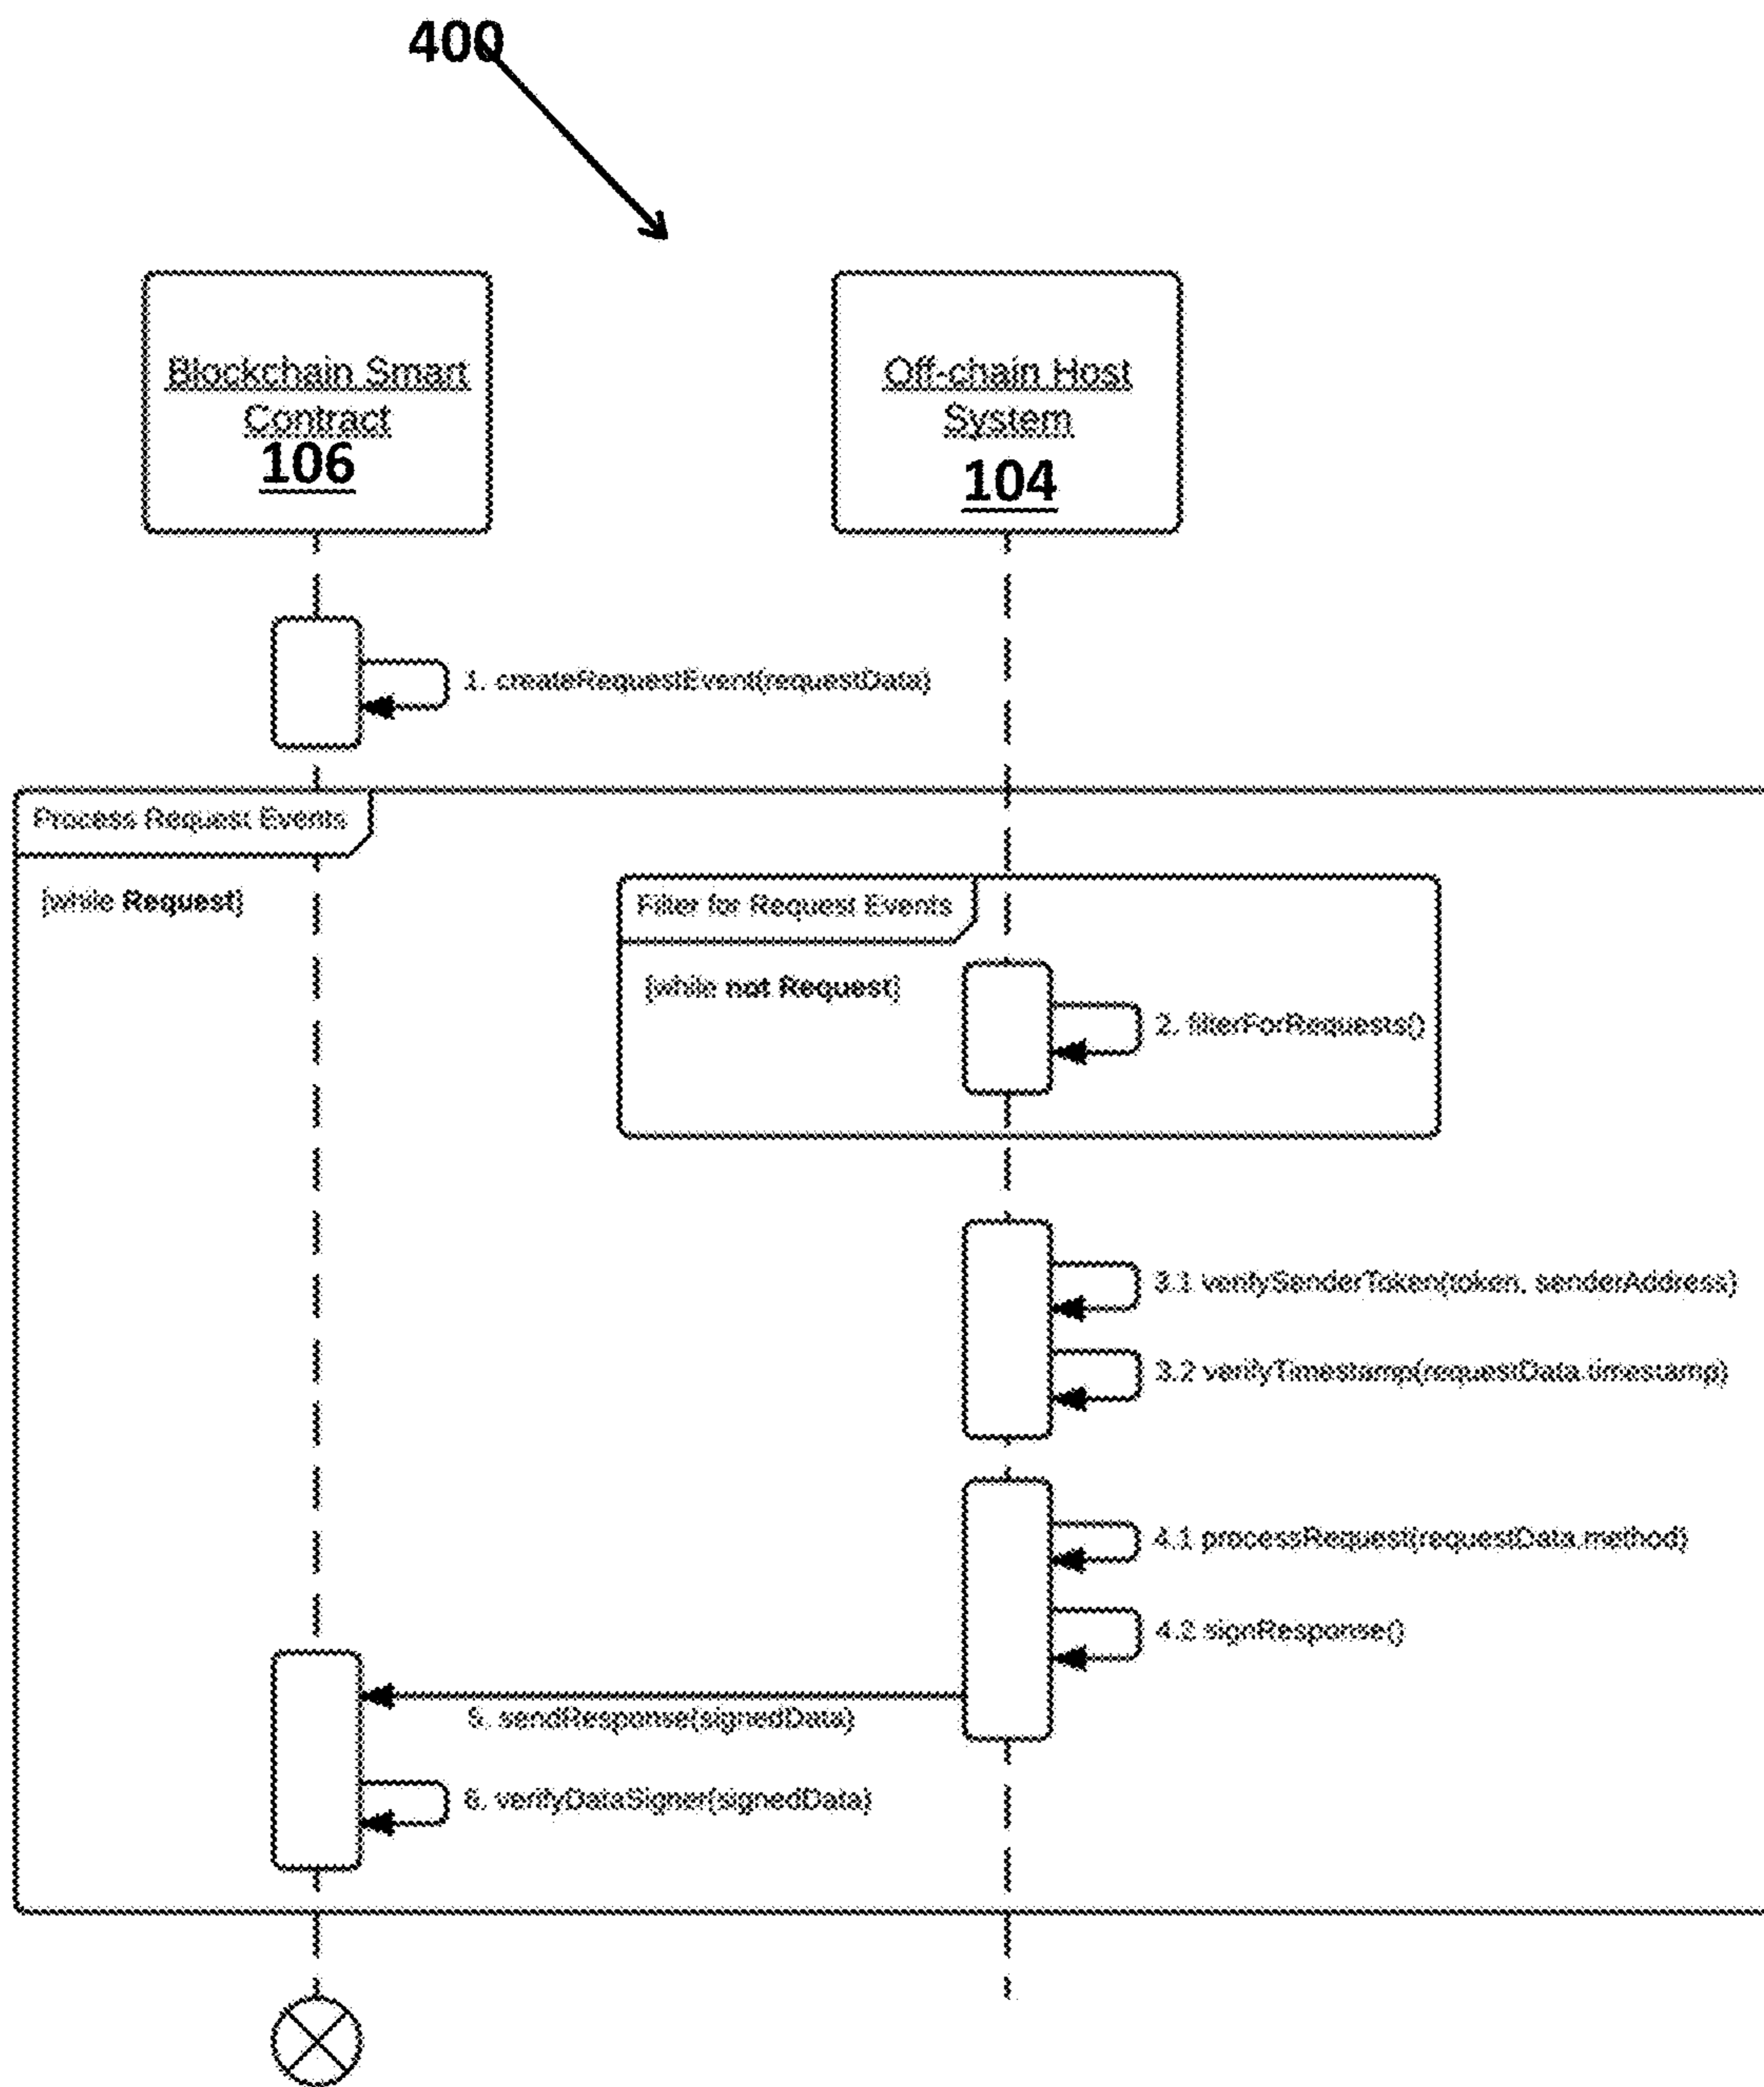 400
Blockchain Smart
Contract
106
Off-chain Host
System
104
1. createRequestEvent(requestData)
Process Request Events
[while Request]
Filter for Request Events
[while not Request]
2. filterForRequests()
3.1 verifySenderToken(token, senderAddress)
3.2 verifyTimestamp(requestData.timestamp)
4.1 processRequest(requestData.method)
4.2 signResponse()
5. sendResponse(signedData)
6. verifyDataSigner(signedData)